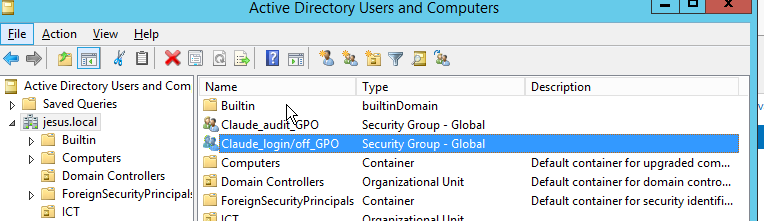 Active Directory Users and Computers
File Action View Help
Active Directory Users and Com
Saved Queries
jesus.local
Builtin
Computers
Domain Controllers
ForeignSecurityPrincipals
ICT
Name Type Description
Builtin builtinDomain
Claude_audit_GPO Security Group - Global
Claude_login/off_GPO Security Group - Global
Computers Container Default container for upgraded com...
Domain Controllers Organizational Unit Default container for domain contro...
ForeignSecurityPrincipals Container Default container for security identifi...
ICT Organizational Unit